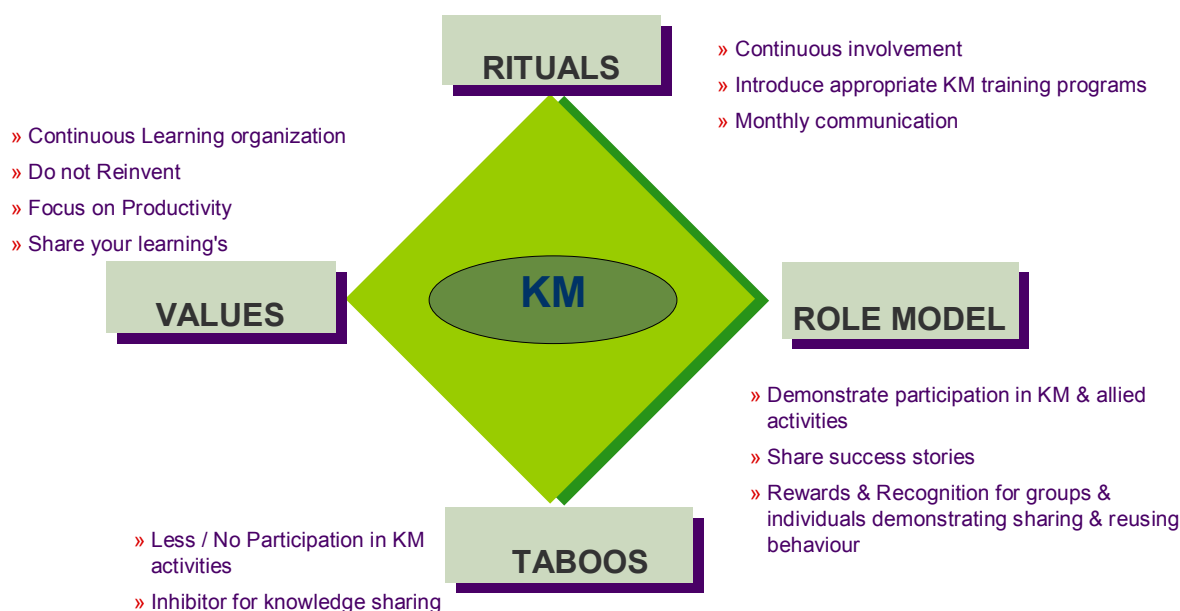 RITUALS
» Continuous involvement
» Introduce appropriate KM training programs
» Monthly communication
» Continuous Learning organization
» Do not Reinvent
» Focus on Productivity
» Share your learning's
VALUES
KM
ROLE MODEL
» Demonstrate participation in KM & allied
activities
» Share success stories
» Rewards & Recognition for groups &
individuals demonstrating sharing & reusing
behaviour
» Less / No Participation in KM
activities
» Inhibitor for knowledge sharing
TABOOS